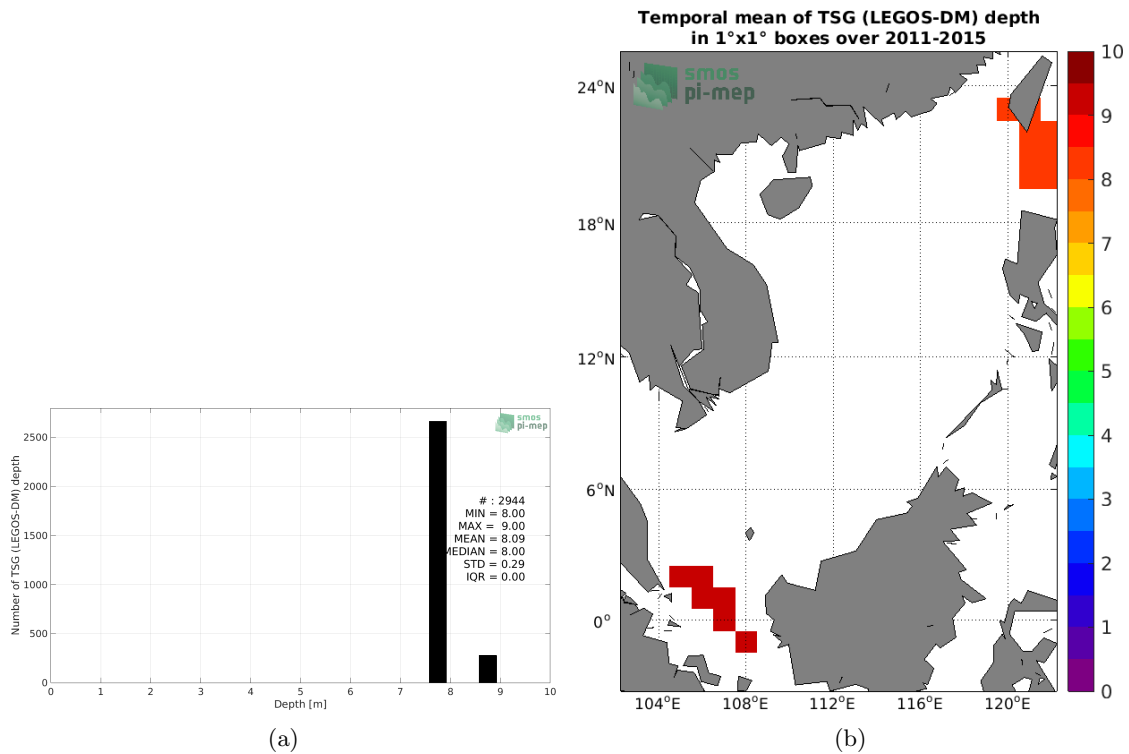 Temporal mean of TSG (LEGOS-DM) depth
in 1°x1° boxes over 2011-2015
smos
pi-mep
24°N
18°N
12°N
6°N
0°
104°E
108°E
112°E
116°E
120°E
10
9
8
7
6
5
4
3
2
1
0
smos
pi-mep
Number of TSG (LEGOS-DM) depth
2500
2000
1500
1000
500
0
# : 2944
MIN = 8.00
MAX = 9.00
MEAN = 8.09
MEDIAN = 8.00
STD = 0.29
IQR = 0.00
0 1 2 3 4 5 6 7 8 9 10
Depth [m]
(a)
(b)